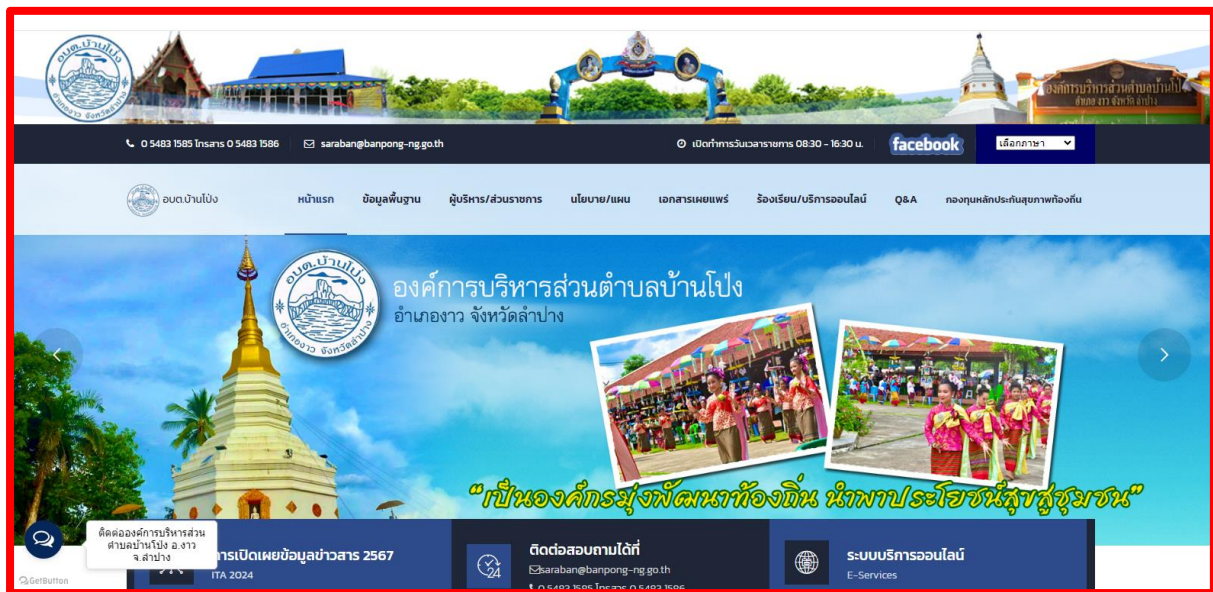 อบต.บ้านโป่ง
อำเภองาว จังหวัดลำปาง
องค์การบริหารส่วนตำบลบ้านโป่ง
อำเภองาว จังหวัดลำปาง
0 5483 1585 โทรสาร 0 5483 1586
saraban@banpong-ng.go.th
เปิดทำการวันเวลาราชการ 08:30 - 16:30 น.
facebook
เลือกภาษา
อบต.บ้านโป่ง
หน้าแรก
ข้อมูลพื้นฐาน
ผู้บริหาร/ส่วนราชการ
นโยบาย/แผน
เอกสารเผยแพร่
ร้องเรียน/บริการออนไลน์
Q&A
กองทุนหลักประกันสุขภาพท้องถิ่น
อบต.บ้านโป่ง
อำเภองาว จังหวัดลำปาง
องค์การบริหารส่วนตำบลบ้านโป่ง
อำเภองาว จังหวัดลำปาง
“เป็นองค์กรมุ่งพัฒนาท้องถิ่น นำพาประโยชน์สุขสู่ชุมชน”
ติดต่อองค์การบริหารส่วน
ตำบลบ้านโป่ง อ.งาว
จ.ลำปาง
GetButton
การเปิดเผยข้อมูลข่าวสาร 2567
ITA 2024
24
ติดต่อสอบถามได้ที่
saraban@banpong-ng.go.th
0 5483 1585 โทรสาร 0 5483 1586
ระบบบริการออนไลน์
E-Services